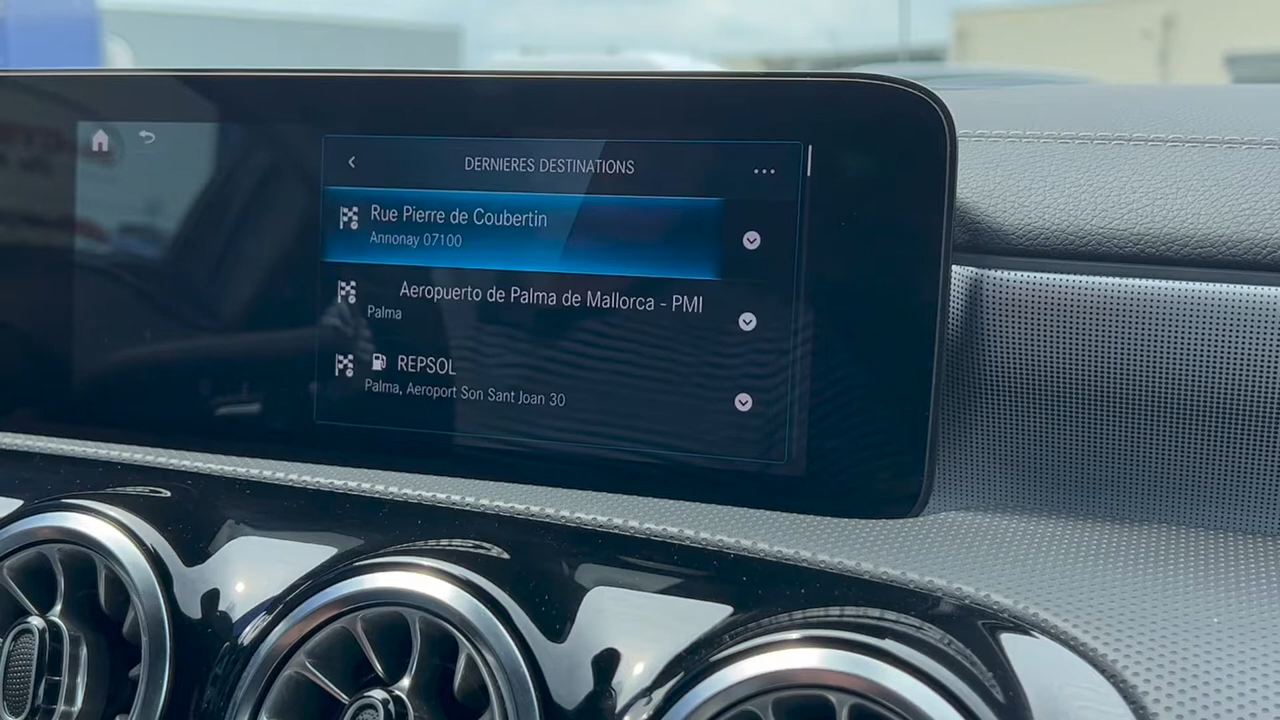 DERNIERES DESTINATIONS
Rue Pierre de Coubertin
Annonay 07100
Aeropuerto de Palma de Mallorca - PMI
Palma
REPSOL
Palma, Aeroport Son Sant Joan 30